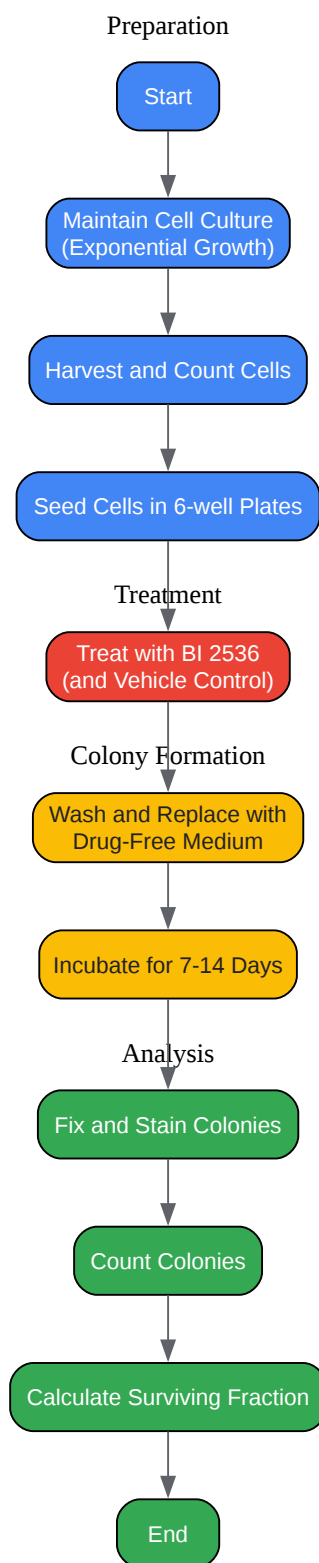 Preparation
Start
Maintain Cell Culture
(Exponential Growth)
Harvest and Count Cells
Seed Cells in 6-well Plates
Treatment
Treat with BI 2536
(and Vehicle Control)
Colony Formation
Wash and Replace with
Drug-Free Medium
Incubate for 7-14 Days
Analysis
Fix and Stain Colonies
Count Colonies
Calculate Surviving Fraction
End